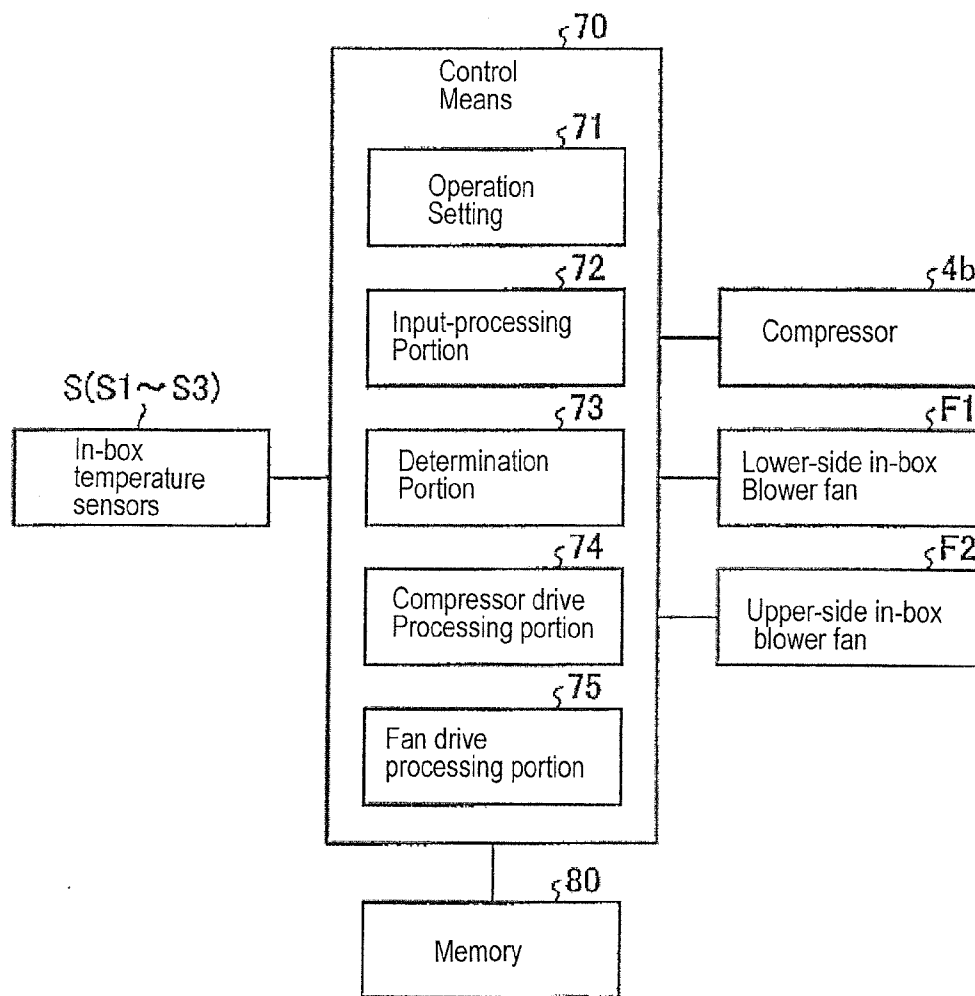 70
Control
Means
71
Operation
Setting
72
Input-processing
Portion
73
Determination
Portion
74
Compressor drive
Processing portion
75
Fan drive
processing portion
S(S1～S3)
In-box
temperature
sensors
4b
Compressor
F1
Lower-side in-box
Blower fan
F2
Upper-side in-box
blower fan
80
Memory